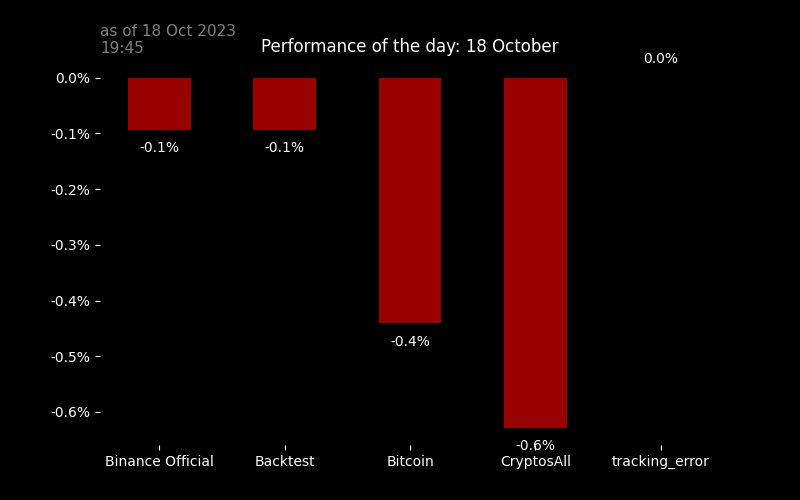 as of 18 Oct 2023
19:45
Performance of the day: 18 October
0.0%
0.0%
-0.1%
-0.1%
-0.1%
-0.2%
-0.3%
-0.4%
-0.4%
-0.5%
-0.6%
-0.6%
Binance Official
Backtest
Bitcoin
CryptosAll
tracking_error